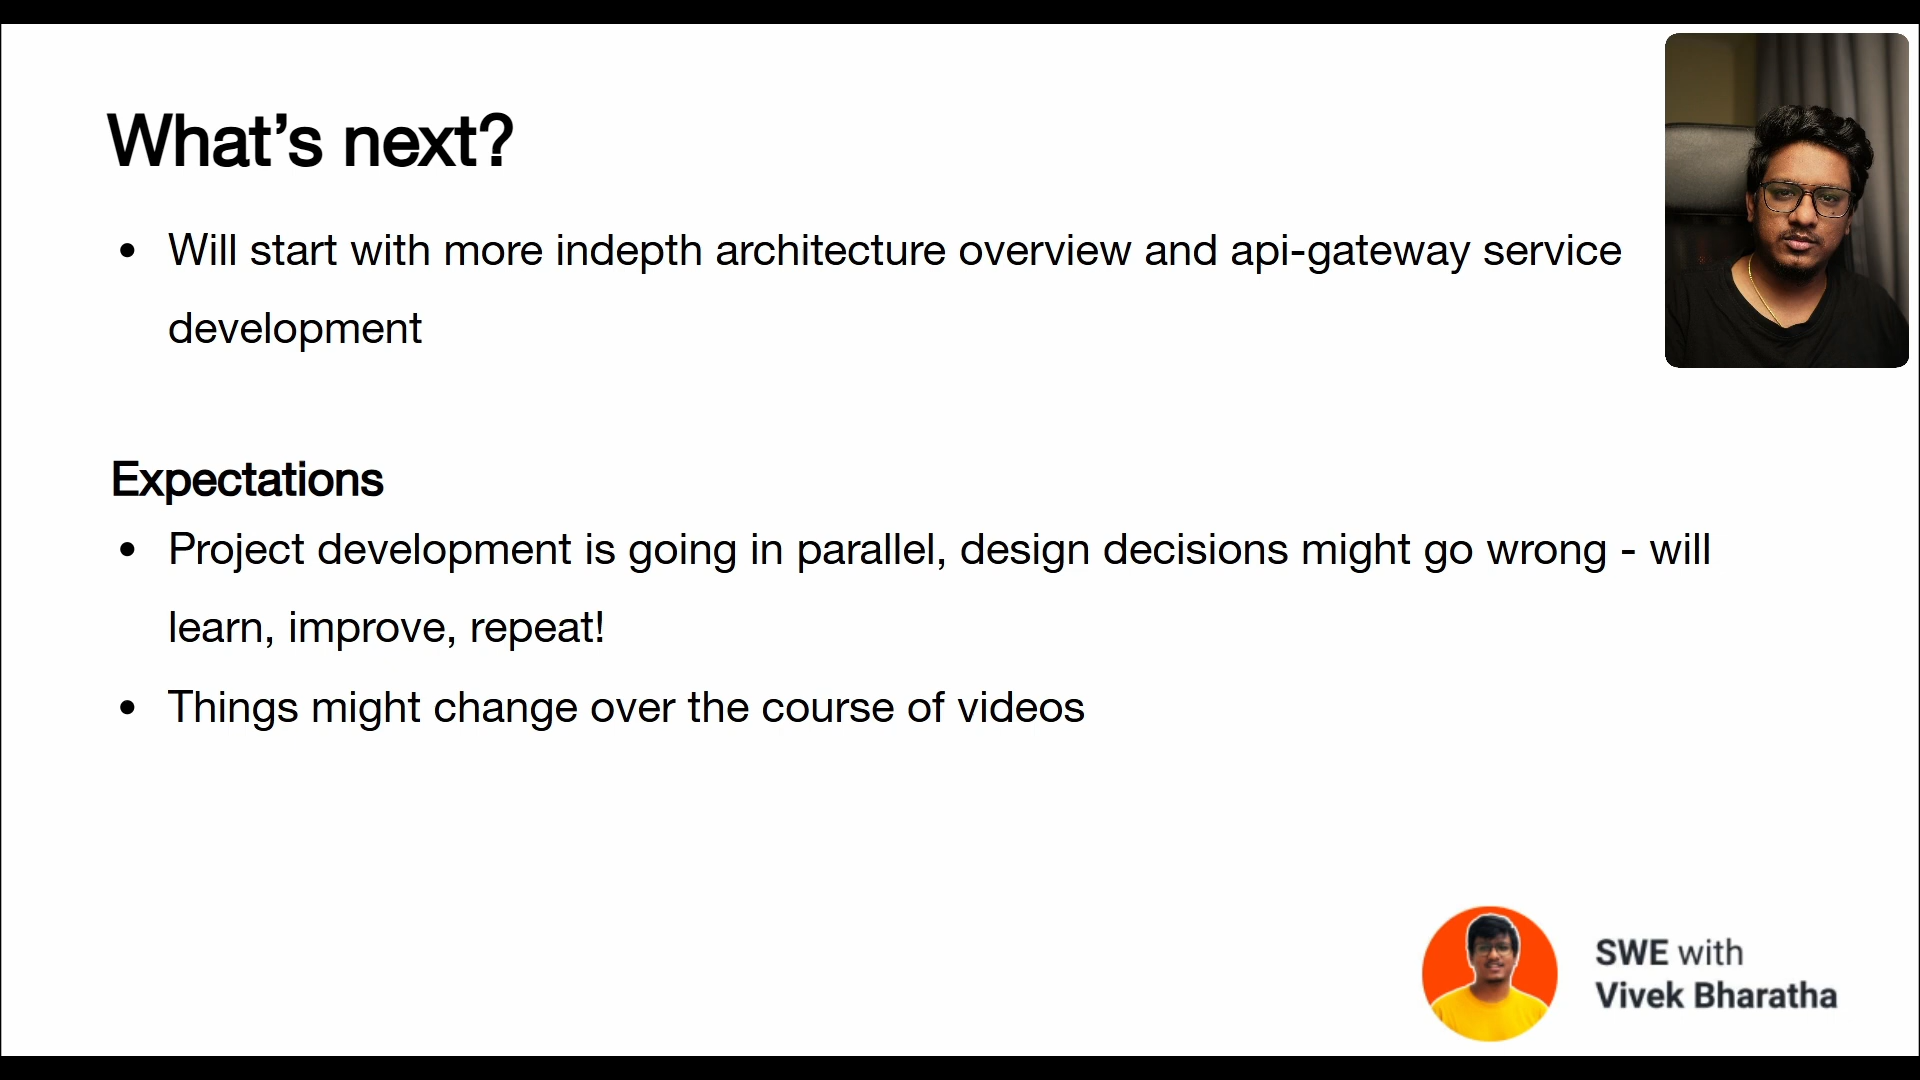 What’s next?
• Will start with more indepth architecture overview and api-gateway service
development
Expectations
• Project development is going in parallel, design decisions might go wrong - will
learn, improve, repeat!
• Things might change over the course of videos
SWE with
Vivek Bharatha